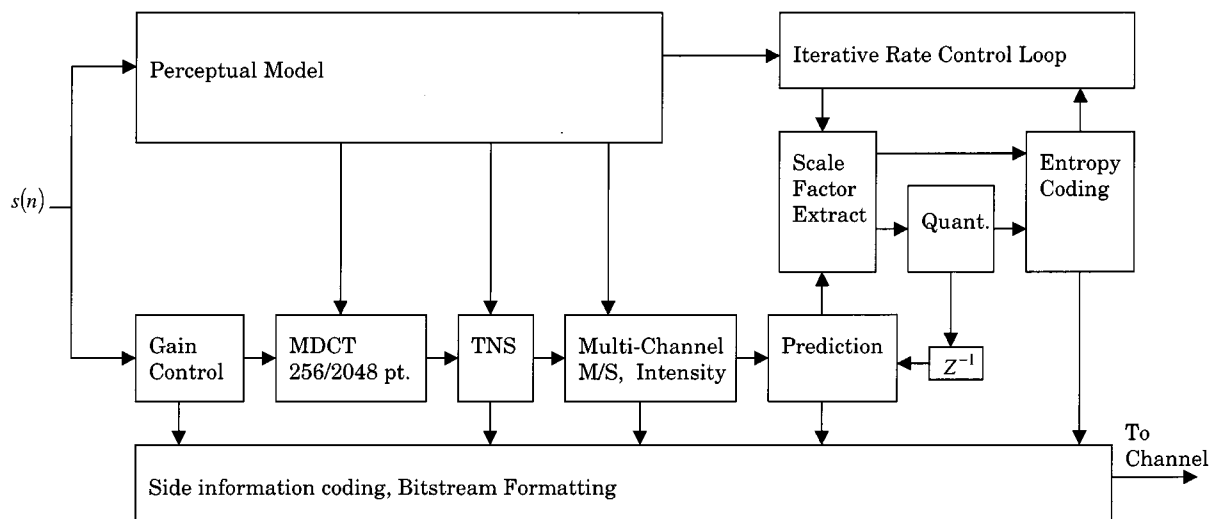 Perceptual Model
Iterative Rate Control Loop
s(n)
Scale
Factor
Extract
Entropy
Coding
Quant.
Gain
Control
MDCT
256/2048 pt.
TNS
Multi-Channel
M/S, Intensity
Prediction
Z⁻¹
To
Channel
Side information coding, Bitstream Formatting